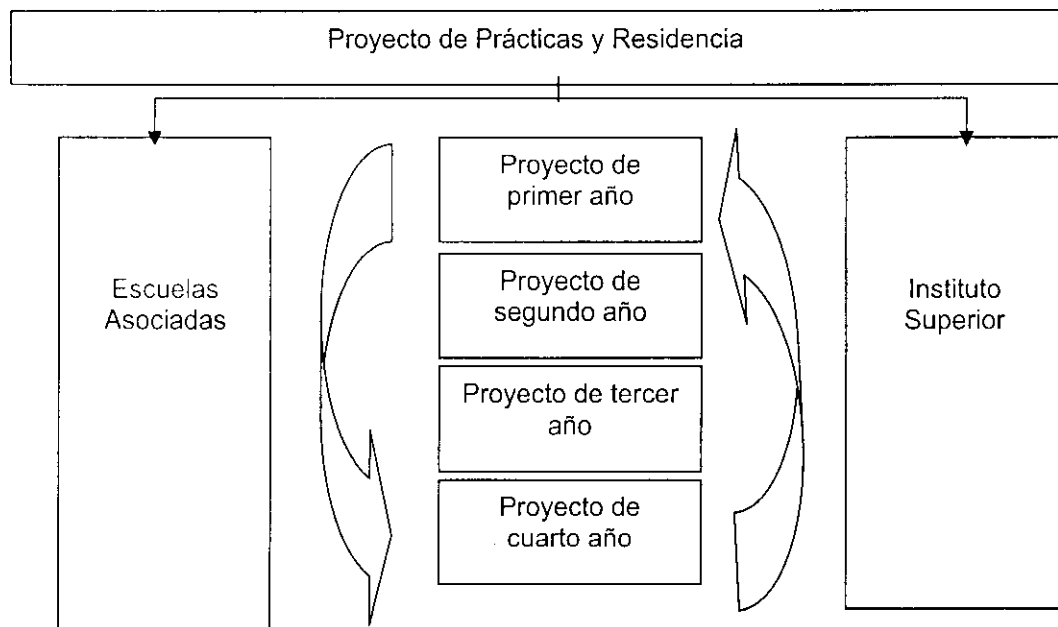 Proyecto de Prácticas y Residencia
Escuelas
Asociadas
Proyecto de
primer año
Proyecto de
segundo año
Proyecto de tercer
año
Proyecto de
cuarto año
Instituto
Superior